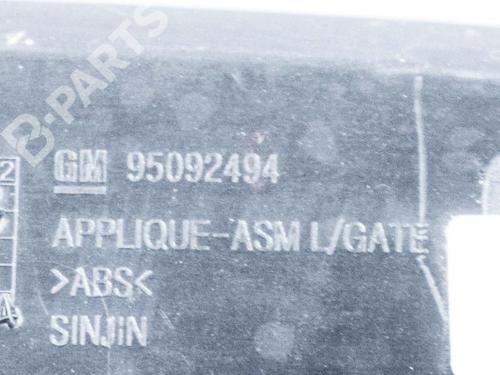 B-PARTS
GM 95092494
APPLIQUE-ASM L/GATE
>ABS<
SINJIN